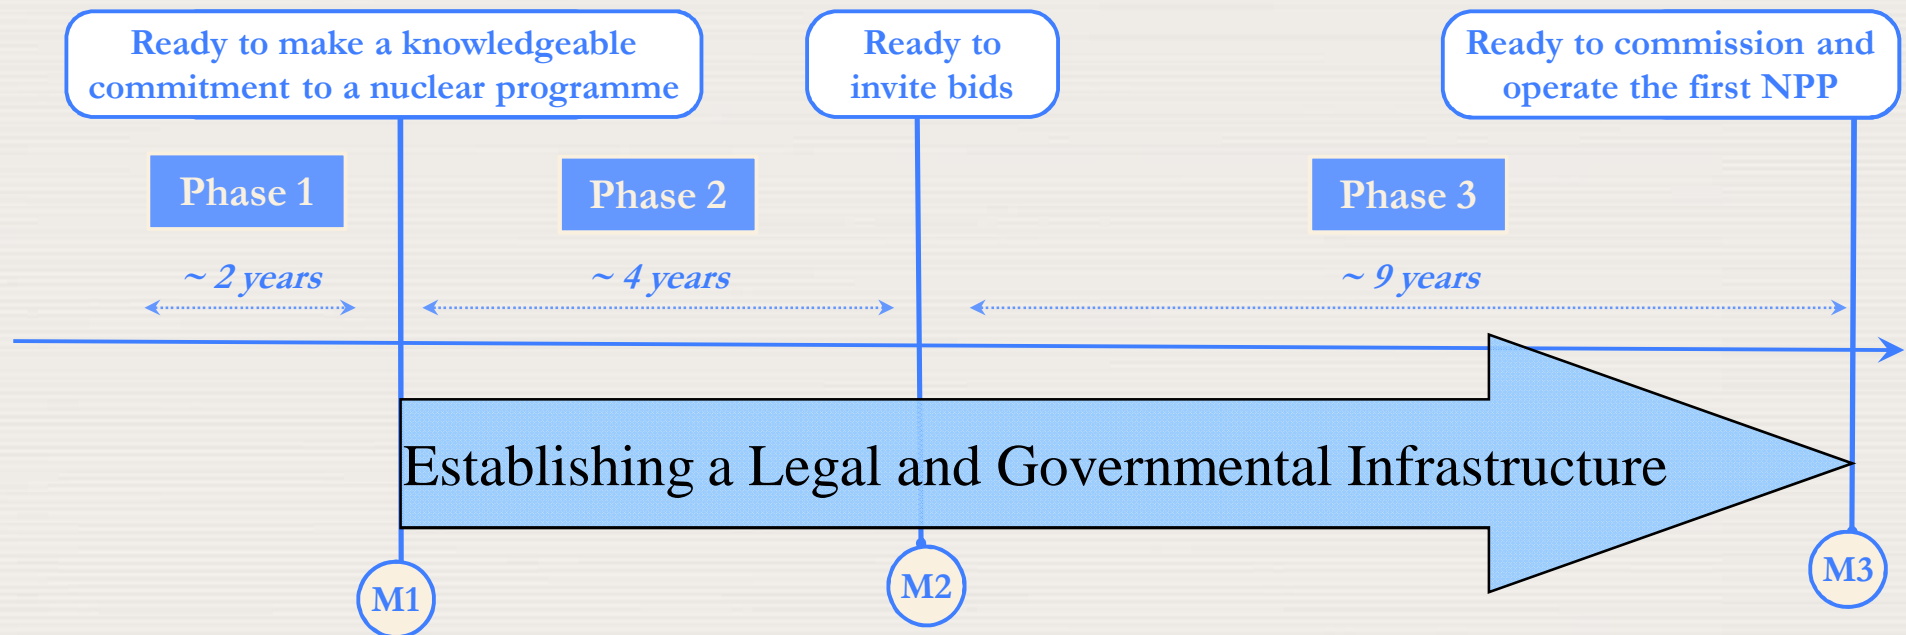 Ready to make a knowledgeable
commitment to a nuclear programme
Ready to
invite bids
Ready to commission and
operate the first NPP
Phase 1
Phase 2
Phase 3
~ 2 years
~ 4 years
~ 9 years
Establishing a Legal and Governmental Infrastructure
M1
M2
M3